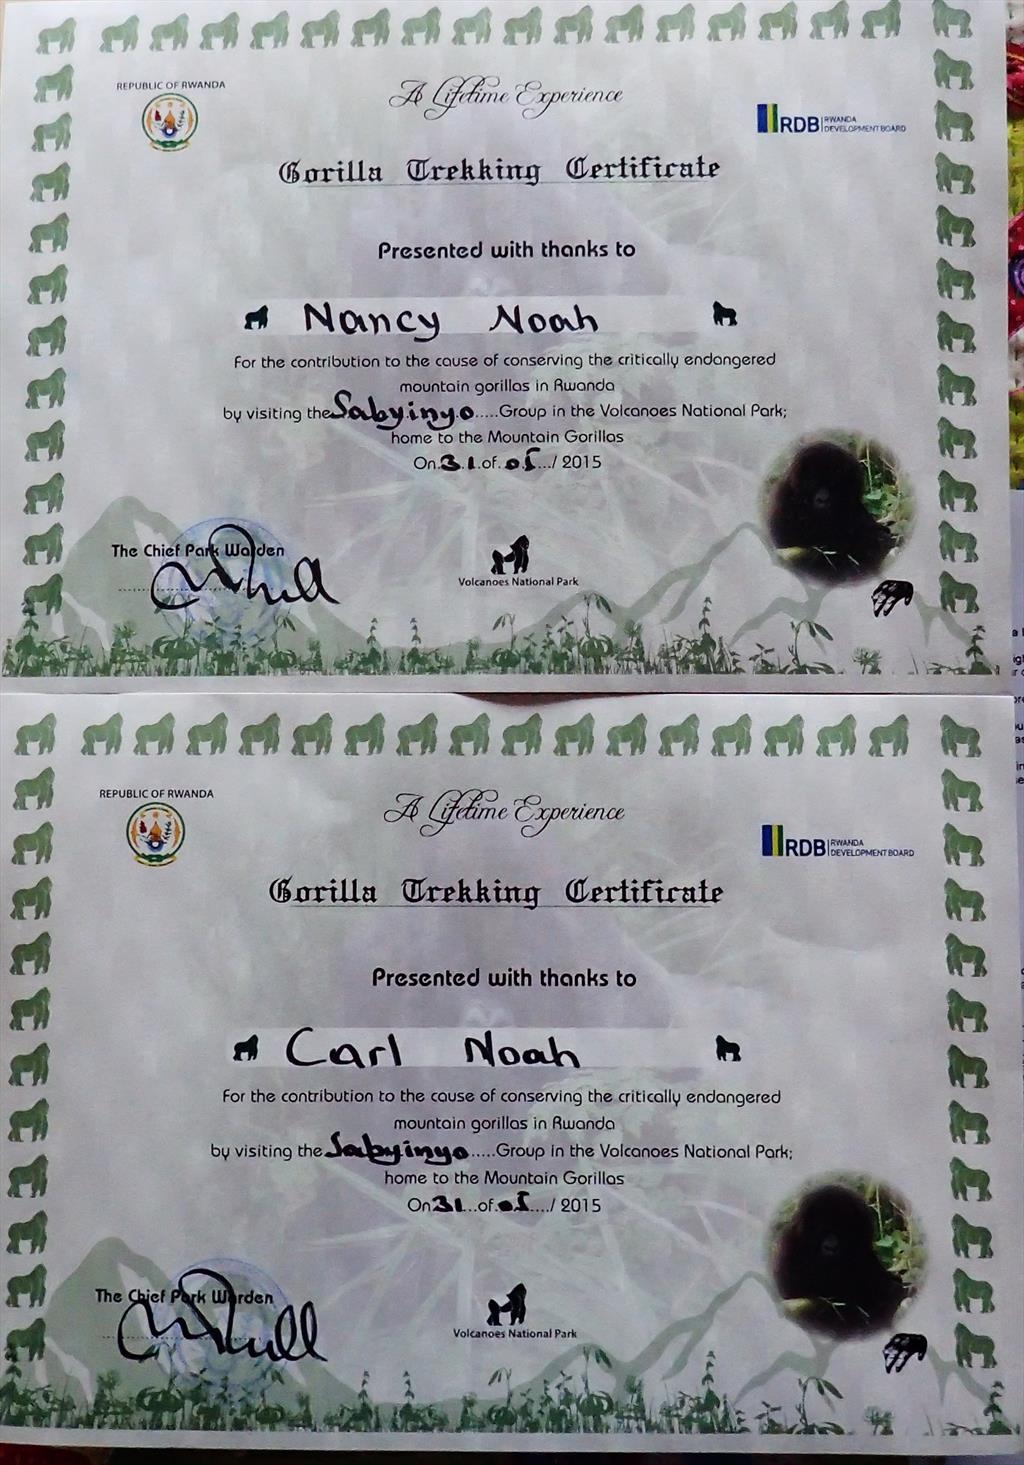 REPUBLIC OF RWANDA
A Lifetime Experience
RDB RWANDA
DEVELOPMENT BOARD
Gorilla Trekking Certificate
Presented with thanks to
Nancy Noah
For the contribution to the cause of conserving the critically endangered
mountain gorillas in Rwanda
by visiting the Sabyinyo.....Group in the Volcanoes National Park;
home to the Mountain Gorillas
On.31.of.05.../ 2015
The Chief Park Warden
Volcanoes National Park
REPUBLIC OF RWANDA
A Lifetime Experience
RDB RWANDA
DEVELOPMENT BOARD
Gorilla Trekking Certificate
Presented with thanks to
Carl Noah
For the contribution to the cause of conserving the critically endangered
mountain gorillas in Rwanda
by visiting the Sabyinyo.....Group in the Volcanoes National Park;
home to the Mountain Gorillas
On 31...of.05..../ 2015
The Chief Park Warden
Volcanoes National Park